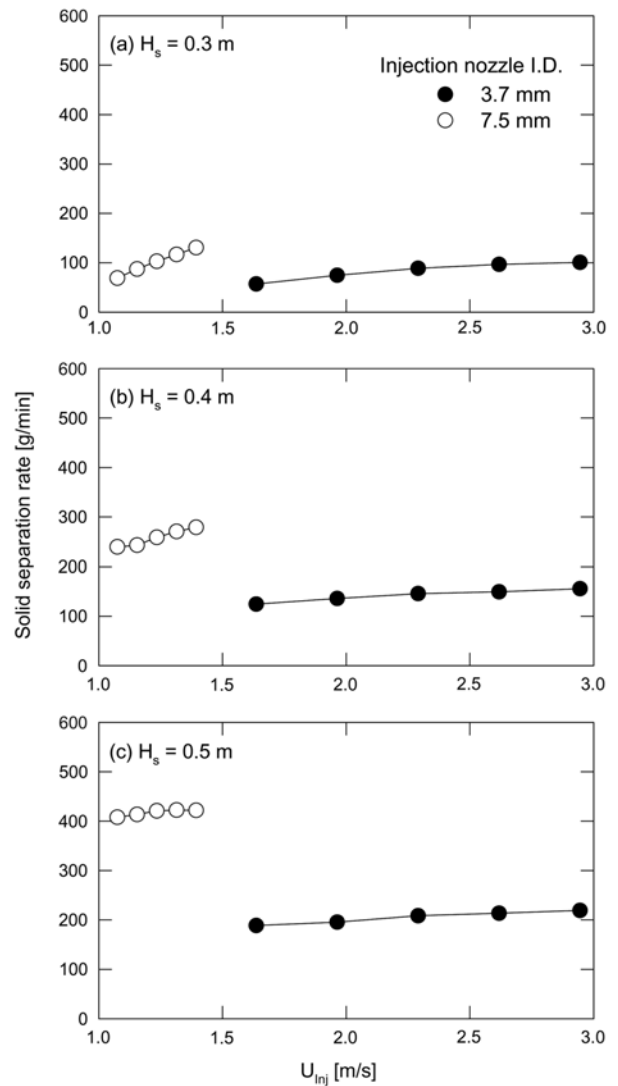 600
(a) Hs = 0.3 m
500
Injection nozzle I.D.
3.7 mm
400
7.5 mm
300
200
100
0
1.0 1.5 2.0 2.5 3.0
600
(b) Hs = 0.4 m
500
400
300
200
100
0
1.0 1.5 2.0 2.5 3.0
Solid separation rate [g/min]
600
(c) Hs = 0.5 m
500
400
300
200
100
0
1.0 1.5 2.0 2.5 3.0
UInj [m/s]